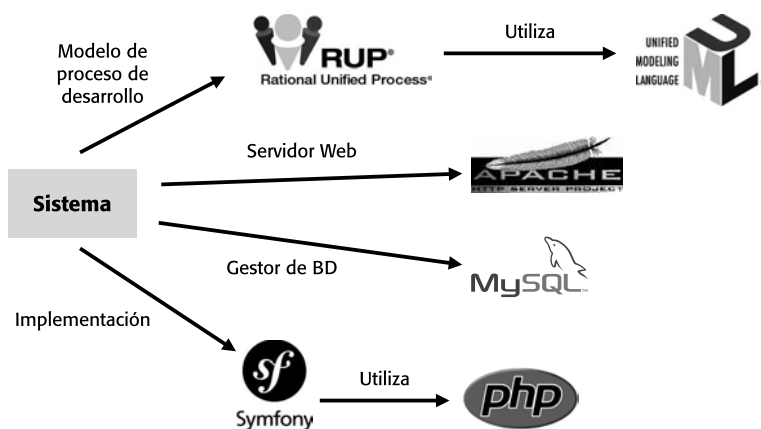 Modelo de
proceso de
desarrollo
RUP®
Rational Unified Process®
Utiliza
UNIFIED
MODELING
LANGUAGE
UML
Servidor Web
APACHE
HTTP SERVER PROJECT
Sistema
Gestor de BD
MySQL™
Implementación
sf
Symfony
Utiliza
php